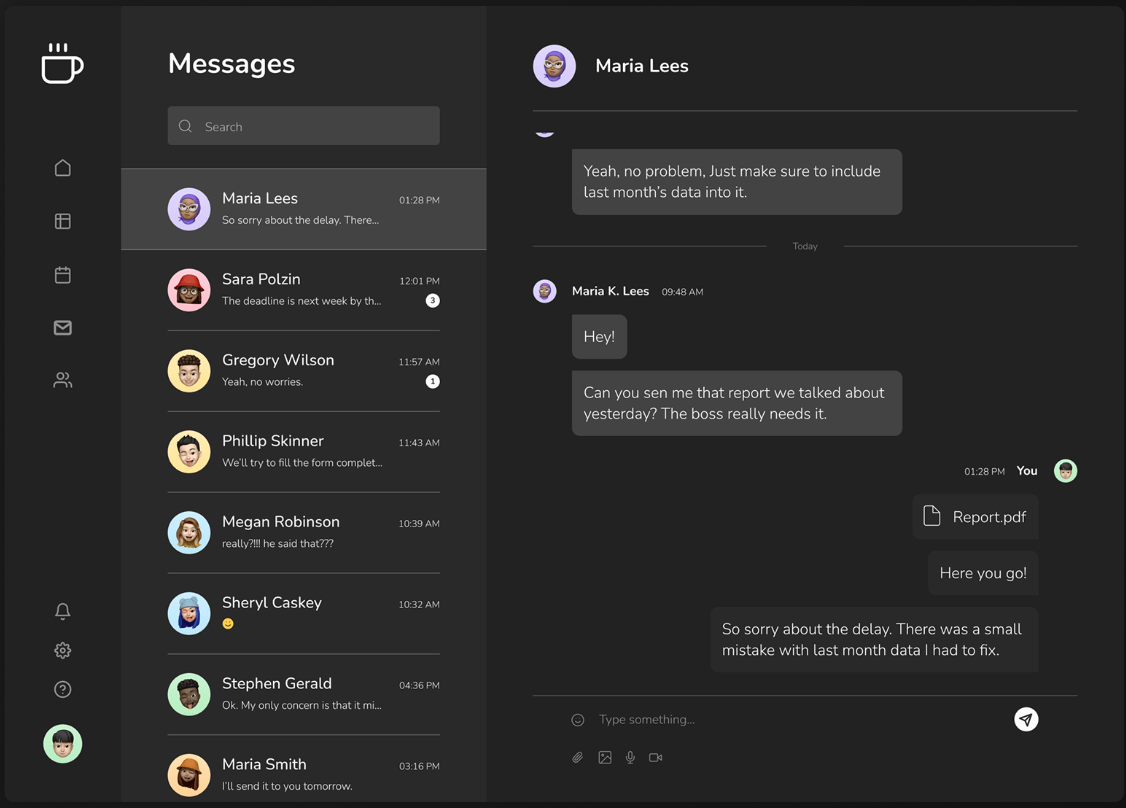 Messages
Search
Maria Lees
01:28 PM
So sorry about the delay. There...
Sara Polzin
12:01 PM
The deadline is next week by th...
3
Gregory Wilson
11:57 AM
Yeah, no worries.
1
Phillip Skinner
11:43 AM
We'll try to fill the form complet...
Megan Robinson
10:39 AM
really?!!! he said that???
Sheryl Caskey
10:32 AM
Stephen Gerald
04:36 PM
Ok. My only concern is that it mi...
Maria Smith
03:16 PM
I'll send it to you tomorrow.
Maria Lees
Yeah, no problem, Just make sure to include
last month's data into it.
Today
Maria K. Lees 09:48 AM
Hey!
Can you sen me that report we talked about
yesterday? The boss really needs it.
01:28 PM You
Report.pdf
Here you go!
So sorry about the delay. There was a small
mistake with last month data I had to fix.
Type something...